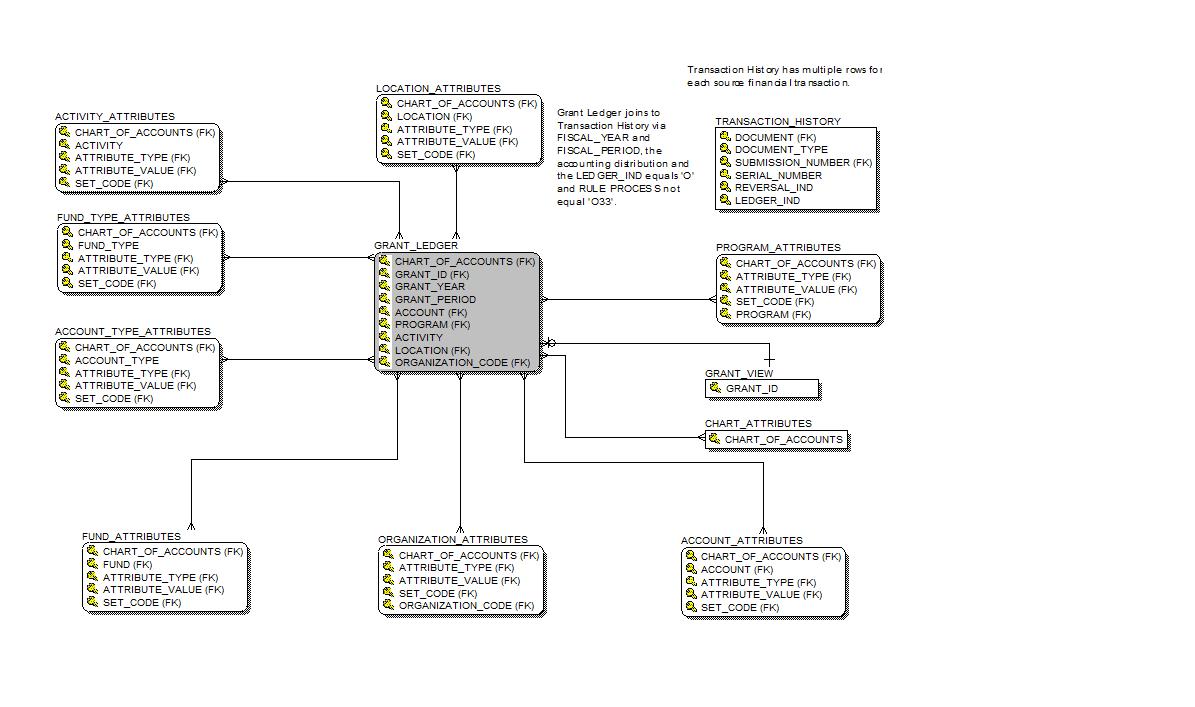 Transaction History has multiple rows for
each source financial transaction.
LOCATION_ATTRIBUTES
CHART_OF_ACCOUNTS (FK)
LOCATION (FK)
ATTRIBUTE_TYPE (FK)
ATTRIBUTE_VALUE (FK)
SET_CODE (FK)
Grant Ledger joins to
Transaction History via
FISCAL_YEAR and
FISCAL_PERIOD, the
accounting distribution and
the LEDGER_IND equals 'O'
and RULE PROCESS not
equal 'O33'.
ACTIVITY_ATTRIBUTES
CHART_OF_ACCOUNTS (FK)
ACTIVITY
ATTRIBUTE_TYPE (FK)
ATTRIBUTE_VALUE (FK)
SET_CODE (FK)
TRANSACTION_HISTORY
DOCUMENT (FK)
DOCUMENT_TYPE
SUBMISSION_NUMBER (FK)
SERIAL_NUMBER
REVERSAL_IND
LEDGER_IND
FUND_TYPE_ATTRIBUTES
CHART_OF_ACCOUNTS (FK)
FUND_TYPE
ATTRIBUTE_TYPE (FK)
ATTRIBUTE_VALUE (FK)
SET_CODE (FK)
GRANT_LEDGER
CHART_OF_ACCOUNTS (FK)
GRANT_ID (FK)
GRANT_YEAR
GRANT_PERIOD
ACCOUNT (FK)
PROGRAM (FK)
ACTIVITY
LOCATION (FK)
ORGANIZATION_CODE (FK)
PROGRAM_ATTRIBUTES
CHART_OF_ACCOUNTS (FK)
ATTRIBUTE_TYPE (FK)
ATTRIBUTE_VALUE (FK)
SET_CODE (FK)
PROGRAM (FK)
ACCOUNT_TYPE_ATTRIBUTES
CHART_OF_ACCOUNTS (FK)
ACCOUNT_TYPE
ATTRIBUTE_TYPE (FK)
ATTRIBUTE_VALUE (FK)
SET_CODE (FK)
GRANT_VIEW
GRANT_ID
CHART_ATTRIBUTES
CHART_OF_ACCOUNTS
FUND_ATTRIBUTES
CHART_OF_ACCOUNTS (FK)
FUND (FK)
ATTRIBUTE_TYPE (FK)
ATTRIBUTE_VALUE (FK)
SET_CODE (FK)
ORGANIZATION_ATTRIBUTES
CHART_OF_ACCOUNTS (FK)
ATTRIBUTE_TYPE (FK)
ATTRIBUTE_VALUE (FK)
SET_CODE (FK)
ORGANIZATION_CODE (FK)
ACCOUNT_ATTRIBUTES
CHART_OF_ACCOUNTS (FK)
ACCOUNT (FK)
ATTRIBUTE_TYPE (FK)
ATTRIBUTE_VALUE (FK)
SET_CODE (FK)